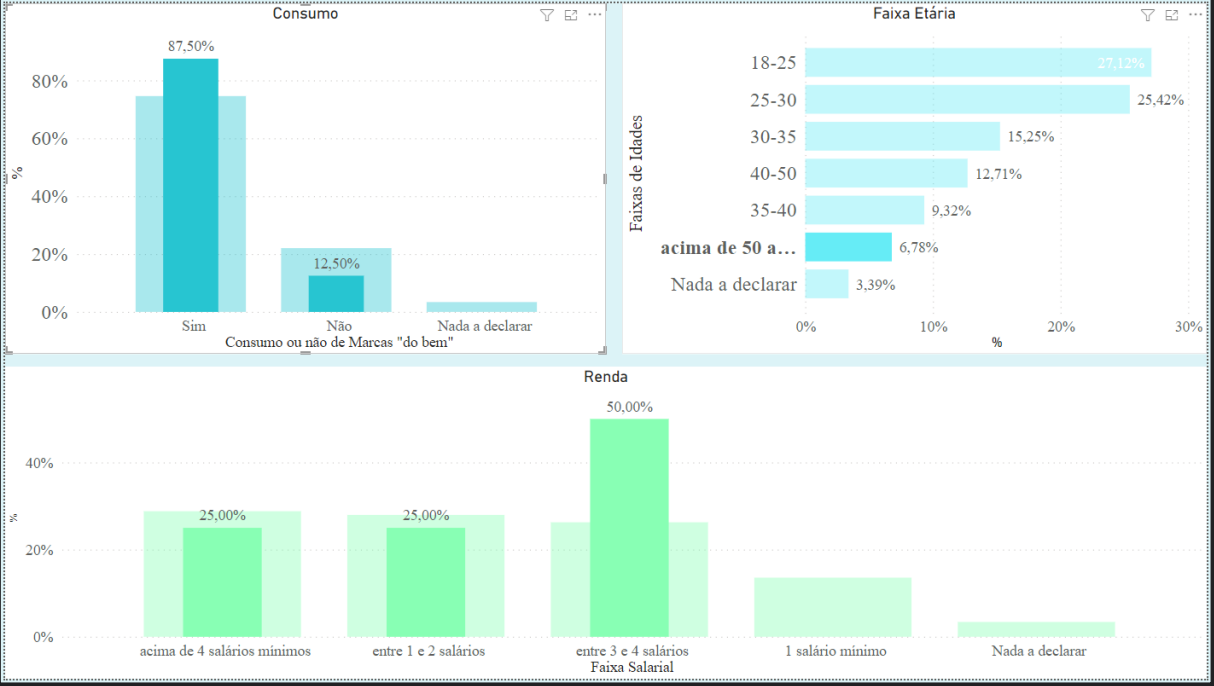 Consumo
87,50%
80%
60%
40%
20%
0%
%
12,50%
Sim
Não
Nada a declarar
Consumo ou não de Marcas "do bem"
Faixa Etária
Faixas de Idades
18-25
27,12%
25-30
25,42%
30-35
15,25%
40-50
12,71%
35-40
9,32%
acima de 50 a...
6,78%
Nada a declarar
3,39%
0%
10%
20%
30%
%
Renda
50,00%
40%
20%
0%
%
25,00%
25,00%
acima de 4 salários mínimos
entre 1 e 2 salários
entre 3 e 4 salários
1 salário mínimo
Nada a declarar
Faixa Salarial